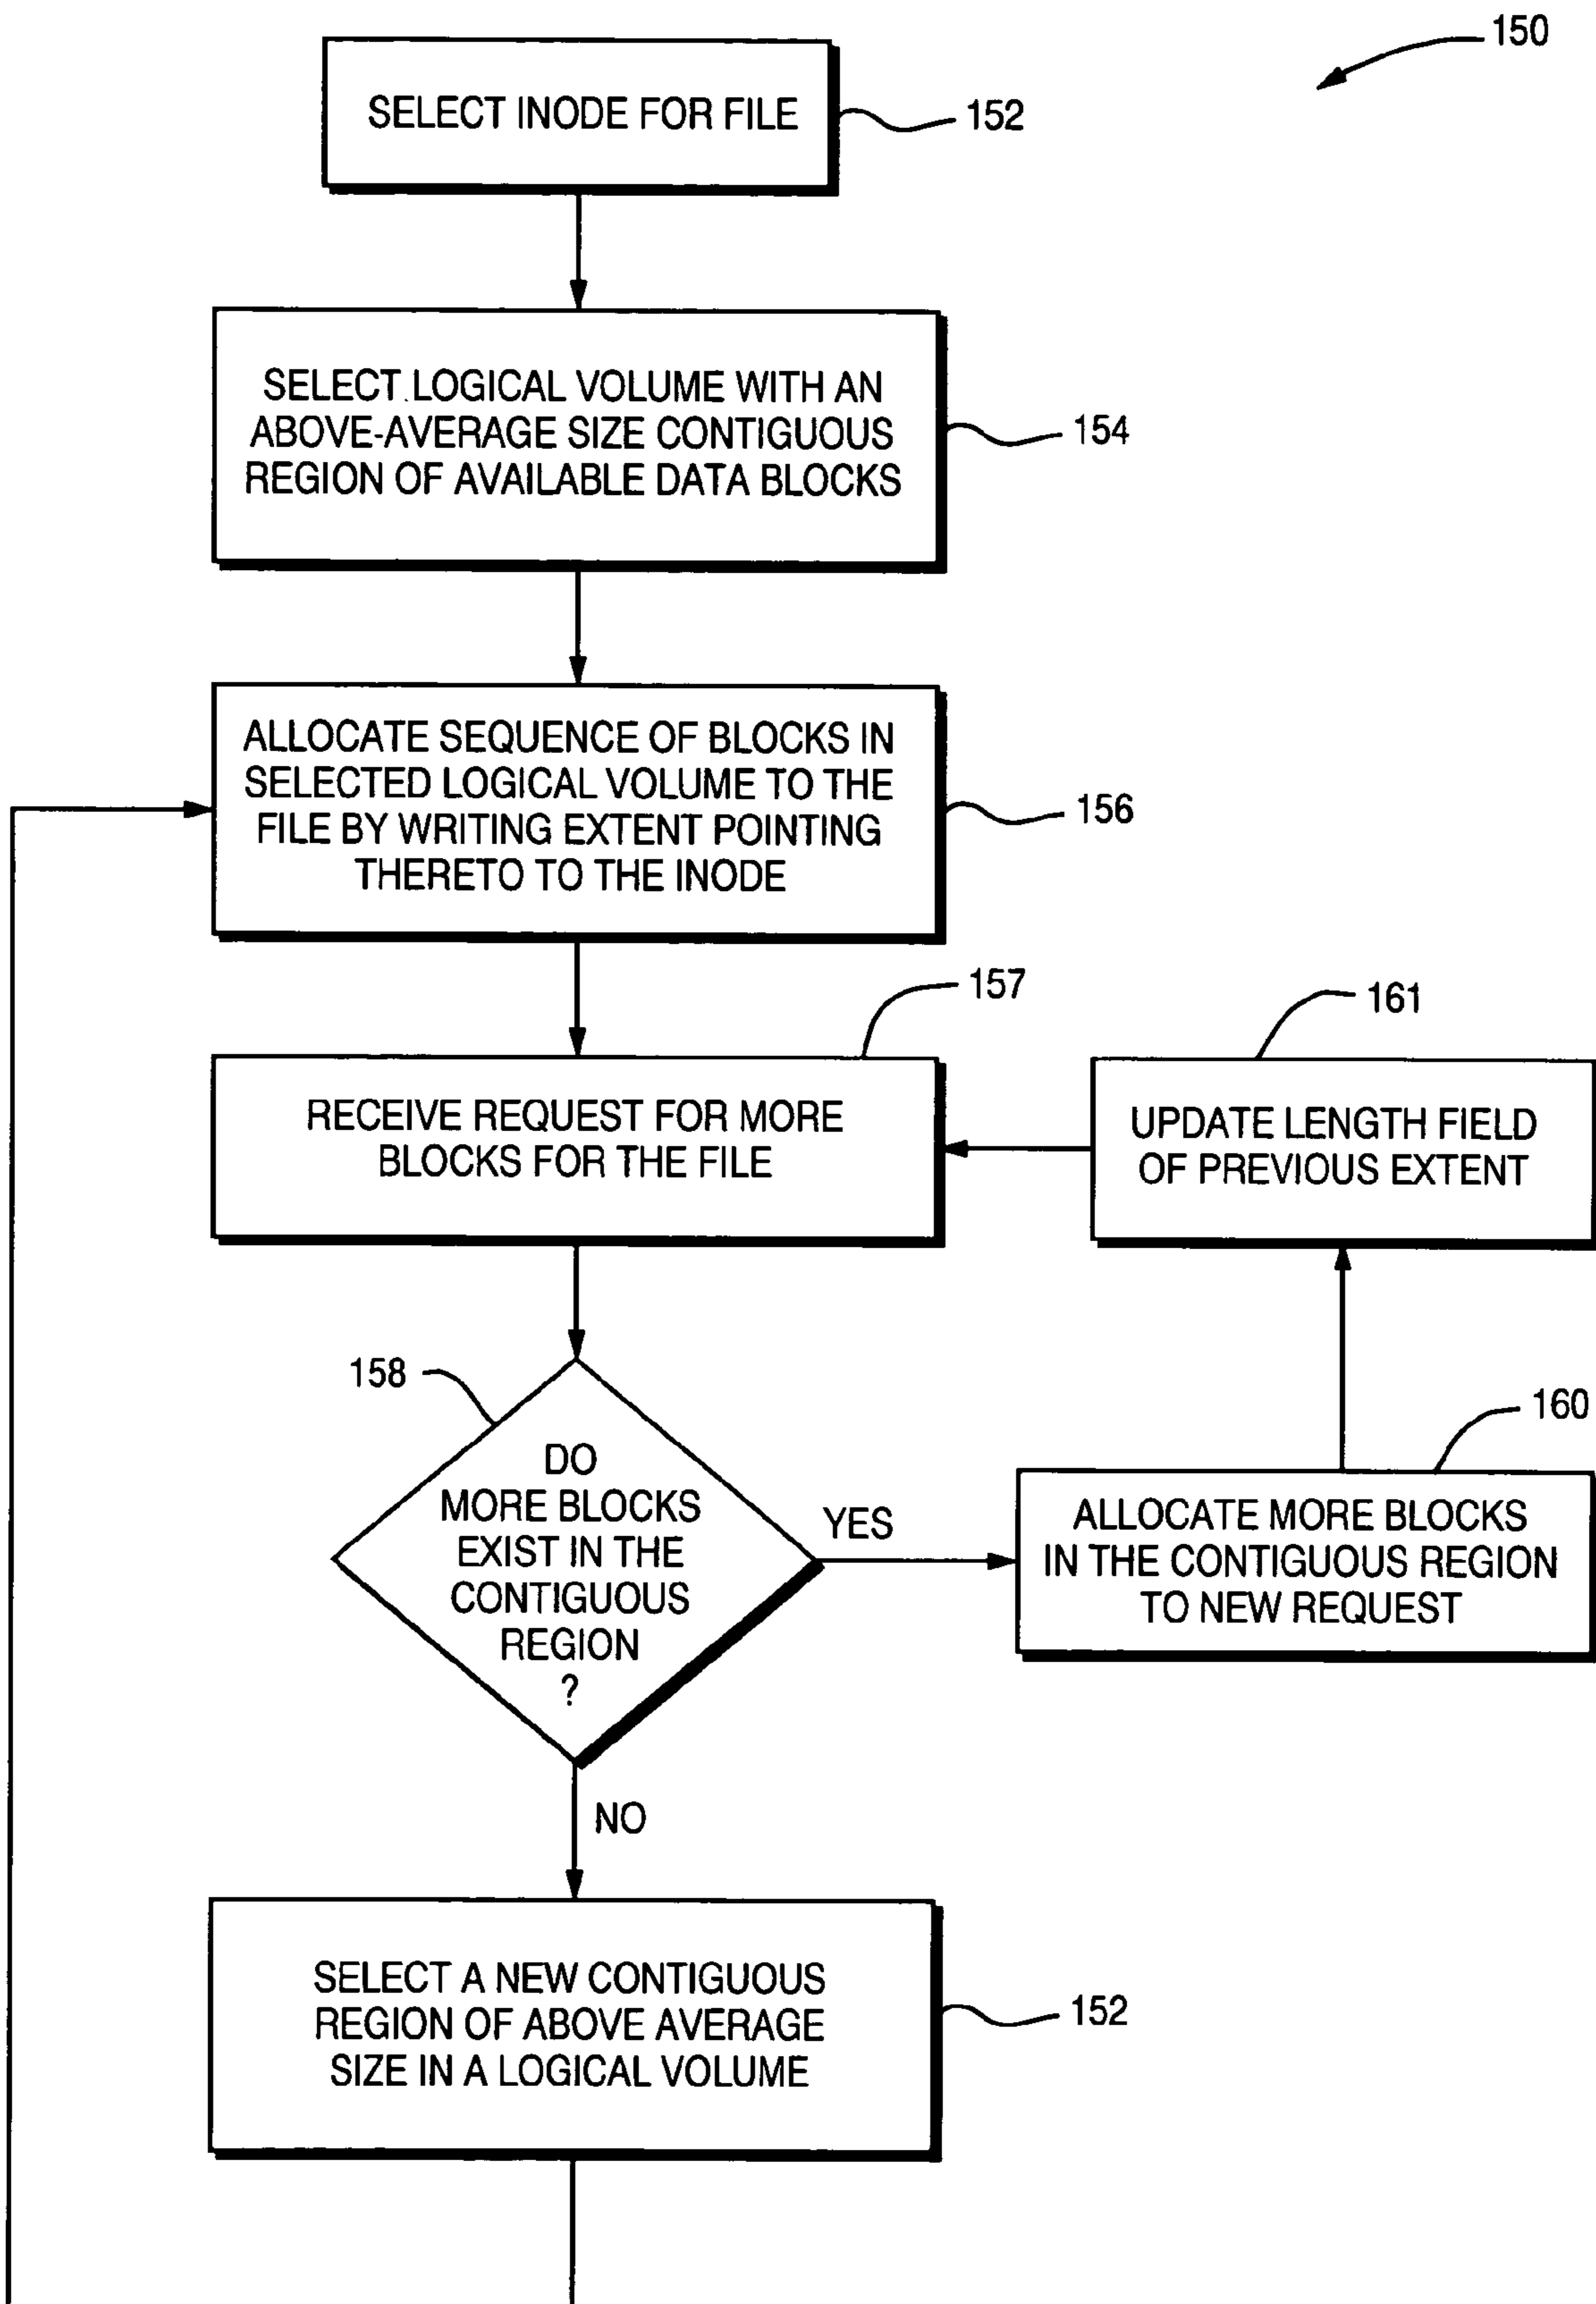 150
SELECT INODE FOR FILE
152
SELECT LOGICAL VOLUME WITH AN
ABOVE-AVERAGE SIZE CONTIGUOUS
REGION OF AVAILABLE DATA BLOCKS
154
ALLOCATE SEQUENCE OF BLOCKS IN
SELECTED LOGICAL VOLUME TO THE
FILE BY WRITING EXTENT POINTING
THERETO TO THE INODE
156
157
RECEIVE REQUEST FOR MORE
BLOCKS FOR THE FILE
161
UPDATE LENGTH FIELD
OF PREVIOUS EXTENT
158
DO
MORE BLOCKS
EXIST IN THE
CONTIGUOUS
REGION
?
YES
160
ALLOCATE MORE BLOCKS
IN THE CONTIGUOUS REGION
TO NEW REQUEST
NO
SELECT A NEW CONTIGUOUS
REGION OF ABOVE AVERAGE
SIZE IN A LOGICAL VOLUME
152